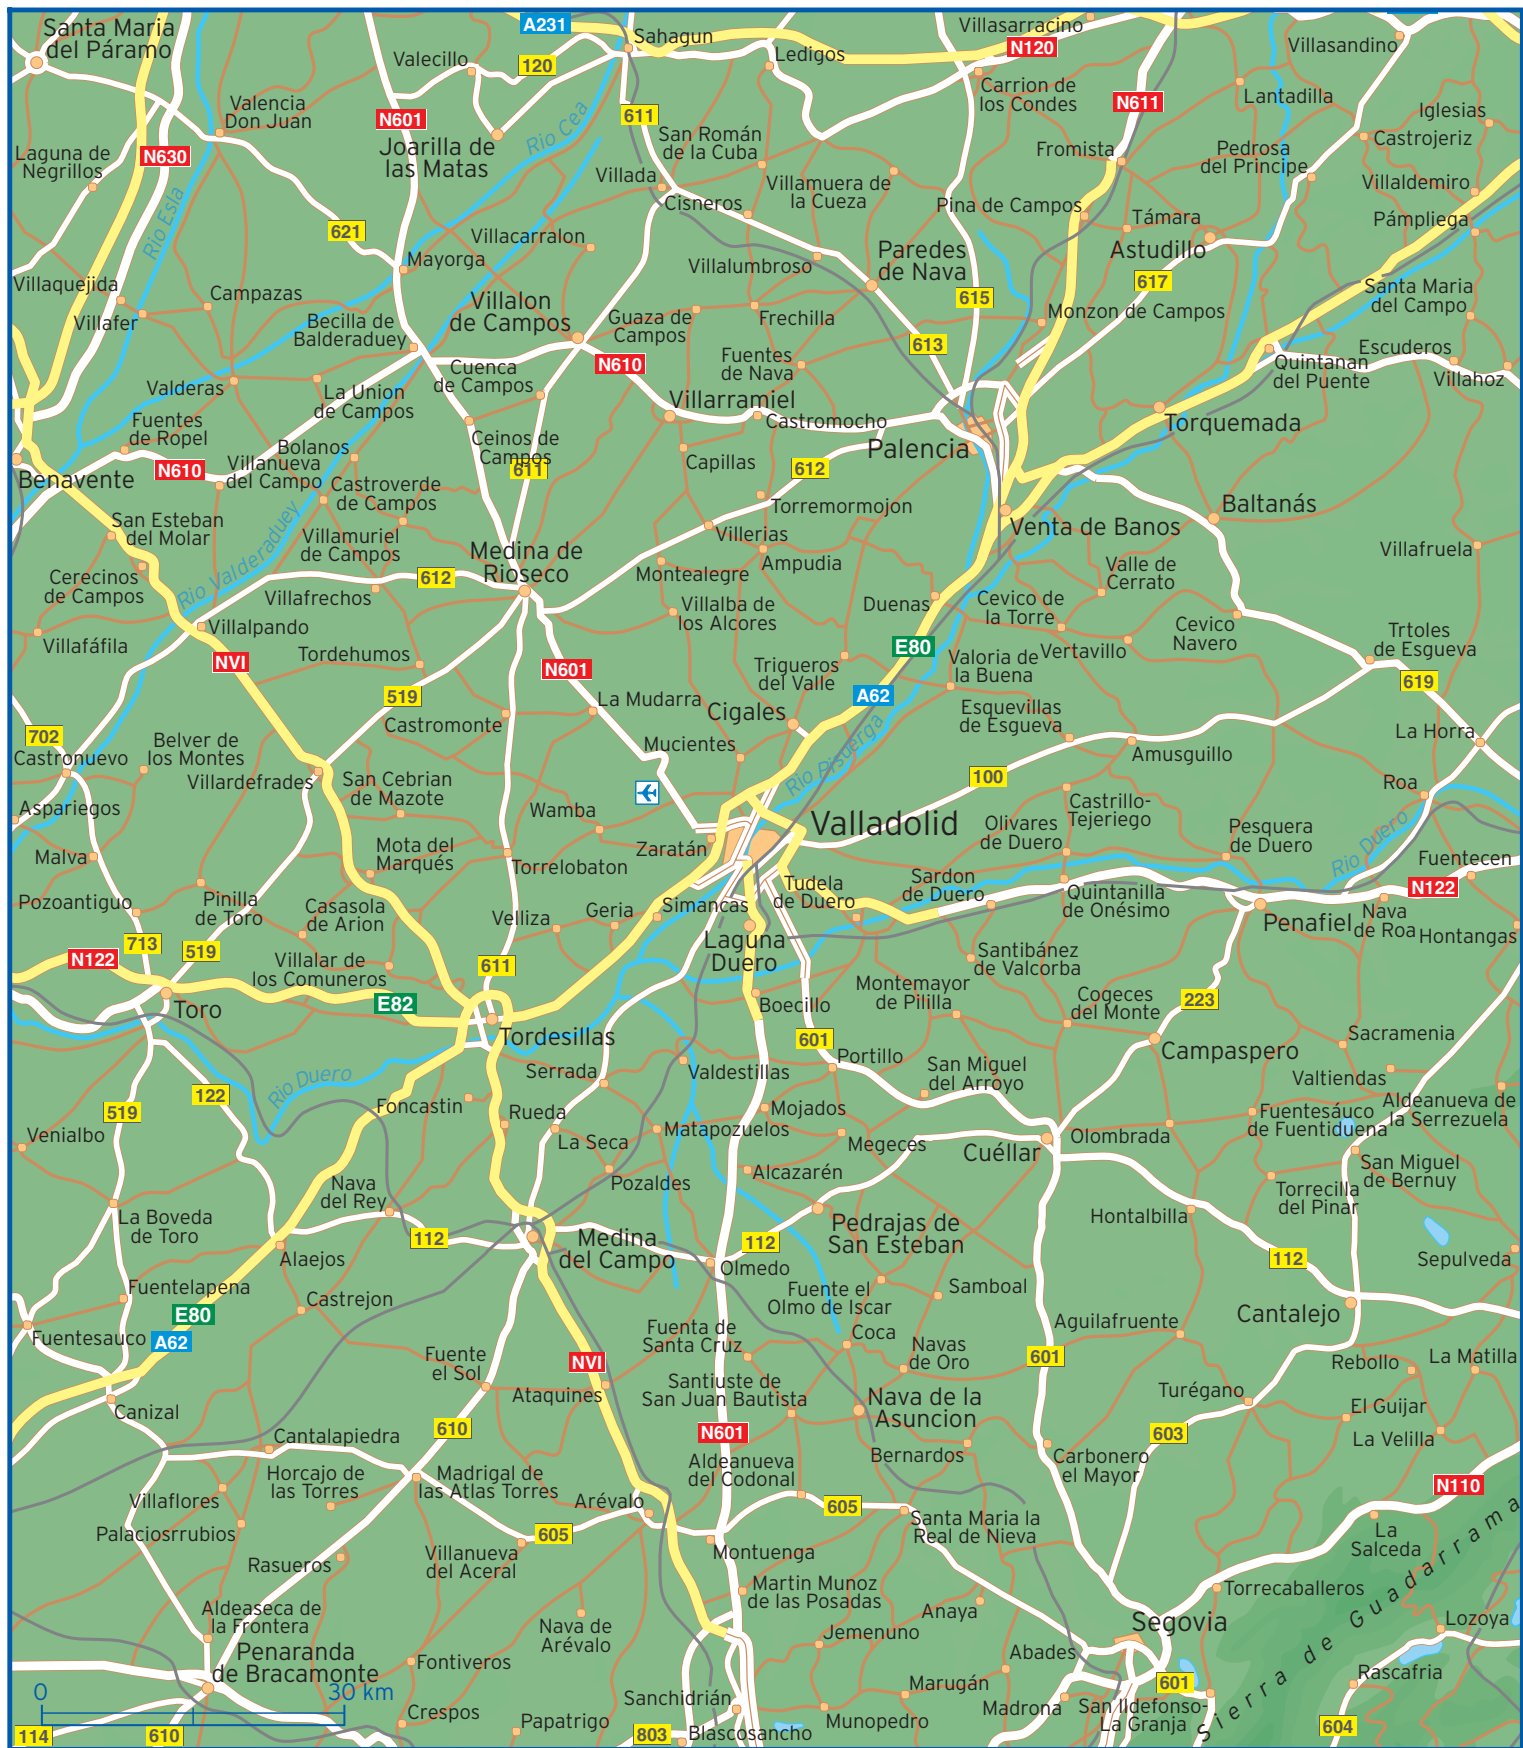 Santa Maria
del Páramo
A231
Sahagun
Villasarracino
N120
Villasandino
Valecillo
120
Ledigos
Carrion de
los Condes
Lantadilla
Iglesias
Valencia
Don Juan
N601
611
N611
Castrojeriz
Laguna de
Negrillos
N630
Joarilla de
las Matas
Rio Cea
San Román
de la Cuba
Fromista
Pedrosa
del Principe
Villada
Villamuera de
la Cueza
Villaldemiro
Rio Esla
Cisneros
Pina de Campos
Támara
Pámpliega
621
Villacarralon
Astudillo
Mayorga
Villalumbroso
Paredes
de Nava
617
Villaquejida
Campazas
Villalon
de Campos
615
Santa Maria
del Campo
Villafer
Becilla de
Balderaduey
Guaza de
Campos
Frechilla
Monzon de Campos
613
N610
Cuenca
de Campos
Fuentes
de Nava
Quintanan
del Puente
Escuderos
Villahoz
Valderas
La Union
de Campos
Villarramiel
Castromocho
Torquemada
Fuentes
de Ropel
Bolanos
Ceinos de
Campos
611
Capillas
612
Palencia
Benavente
N610
Villanueva
del Campo
Castroverde
de Campos
Torremormojon
Baltanás
San Esteban
del Molar
Villamuriel
de Campos
Medina de
Rioseco
Villerias
Venta de Banos
Rio Valderaduey
Ampudia
Villafruela
Cerecinos
de Campos
612
Montealegre
Valle de
Cerrato
Villafrechos
Villalba de
los Alcores
Duenas
Cevico de
la Torre
Cevico
Navero
Villafáfila
Villalpando
E80
Vertavillo
Trtoles
de Esgueva
NVI
Tordehumos
N601
Trigueros
del Valle
Valoria de
la Buena
619
519
La Mudarra
A62
Castromonte
Cigales
Esquevillas
de Esgueva
702
La Horra
Castronuevo
Belver de
los Montes
Mucientes
Rio Pisuerga
Amusguillo
Villardefrades
San Cebrian
de Mazote
100
Roa
Aspariegos
Wamba
Valladolid
Castrillo-
Tejeriego
Olivares
de Duero
Pesquera
de Duero
Rio Duero
Malva
Mota del
Marqués
Zaratán
Torrelobaton
Fuentecen
Pozoantiguo
Pinilla
de Toro
Tudela
de Duero
Sardon
de Duero
Quintanilla
de Onésimo
N122
Casasola
de Arion
Velliza
Geria
Simancas
Penafiel
Nava
de Roa
Hontangas
713
519
Laguna
Duero
N122
Villalar de
los Comuneros
611
Santibánez
de Valcorba
E82
Boecillo
Montemayor
de Pililla
Cogeces
del Monte
223
Toro
Tordesillas
601
Sacramenia
Campaspero
Portillo
Serrada
Valdestillas
San Miguel
del Arroyo
Valtiendas
Rio Duero
122
519
Foncastin
Rueda
Mojados
Fuentesáuco
de Fuentiduena
Aldeanueva de
la Serrezuela
Venialbo
La Seca
Matapozuelos
Megeces
Olombrada
Cuéllar
Alcazarén
San Miguel
de Bernuy
Nava
del Rey
Pozaldes
Torrecilla
del Pinar
La Boveda
de Toro
Pedrajas de
San Esteban
Hontalbilla
112
Medina
del Campo
112
112
Alaejos
Sepulveda
Olmedo
Fuentelapena
Fuente el
Olmo de Iscar
Samboal
E80
Castrejon
Cantalejo
A62
Fuentesauco
Fuenta de
Santa Cruz
Coca
Aguilafruente
Fuente
el Sol
NVI
Navas
de Oro
601
Rebollo
La Matilla
Ataquines
Santiuste de
San Juan Bautista
Turégano
Canizal
Nava de la
Asuncion
El Guijar
610
N601
603
La Velilla
Cantalapiedra
Bernardos
Aldeanueva
del Codonal
Carbonero
el Mayor
Horcajo de
las Torres
Madrigal de
las Atlas Torres
Arévalo
N110
Villaflores
605
Palaciosrrubios
605
Santa Maria la
Real de Nieva
La
Salceda
Rasueros
Villanueva
del Aceral
Montuenga
Martin Munoz
de las Posadas
Torrecaballeros
Sierra de Guadarrama
Aldeaseca de
la Frontera
Nava de
Arévalo
Anaya
Segovia
Lozoya
Jemenuno
Penaranda
de Bracamonte
Abades
Fontiveros
Rascafria
0 30 km
Sanchidrián
Marugán
601
Madrona
San Ildefonso-
La Granja
Crespos
Papatrigo
Munopedro
114
610
803
Blascosancho
604